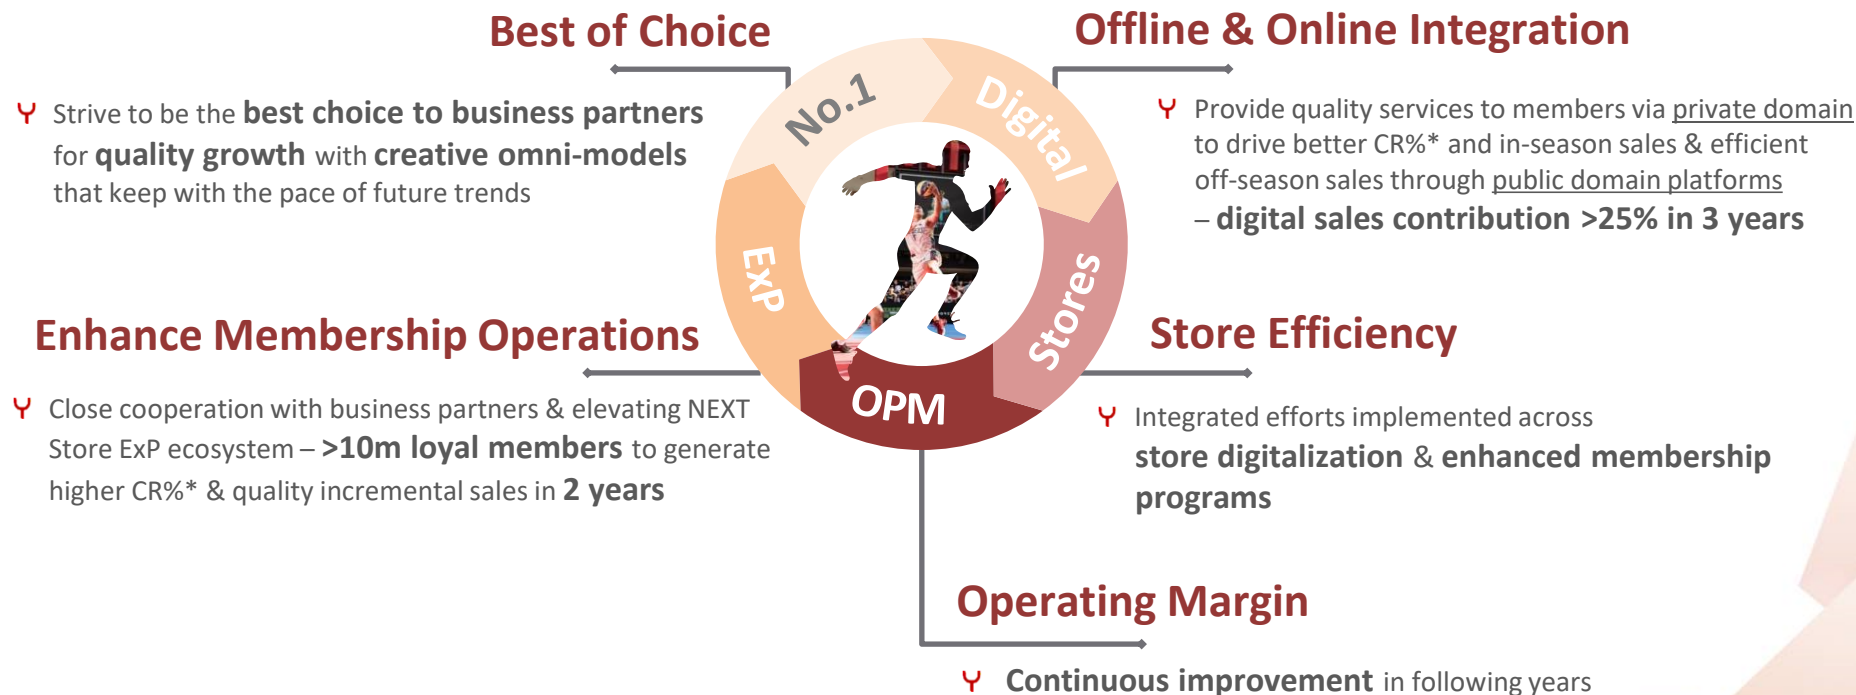 Best of Choice
Strive to be the best choice to business partners
for quality growth with creative omni-models
that keep with the pace of future trends
Offline & Online Integration
Provide quality services to members via private domain
to drive better CR%* and in-season sales & efficient
off-season sales through public domain platforms
– digital sales contribution >25% in 3 years
No.1
Digital
Stores
OPM
ExP
Enhance Membership Operations
Close cooperation with business partners & elevating NEXT
Store ExP ecosystem – >10m loyal members to generate
higher CR%* & quality incremental sales in 2 years
Store Efficiency
Integrated efforts implemented across
store digitalization & enhanced membership
programs
Operating Margin
Continuous improvement in following years